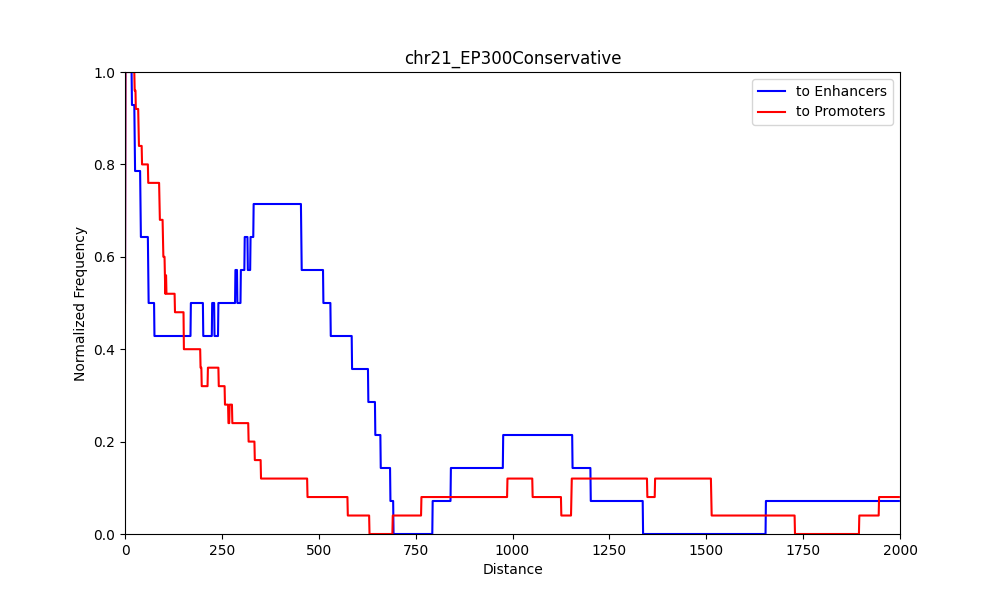 chr21_EP300Conservative
to Enhancers
to Promoters
Normalized Frequency
1.0
0.8
0.6
0.4
0.2
0.0
0 250 500 750 1000 1250 1500 1750 2000
Distance